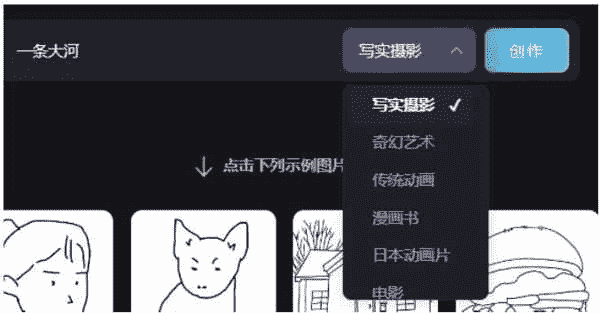 一条大河
写实摄影
创作
写实摄影
奇幻艺术
点击下列示例图片
传统动画
漫画书
日本动画片
电影